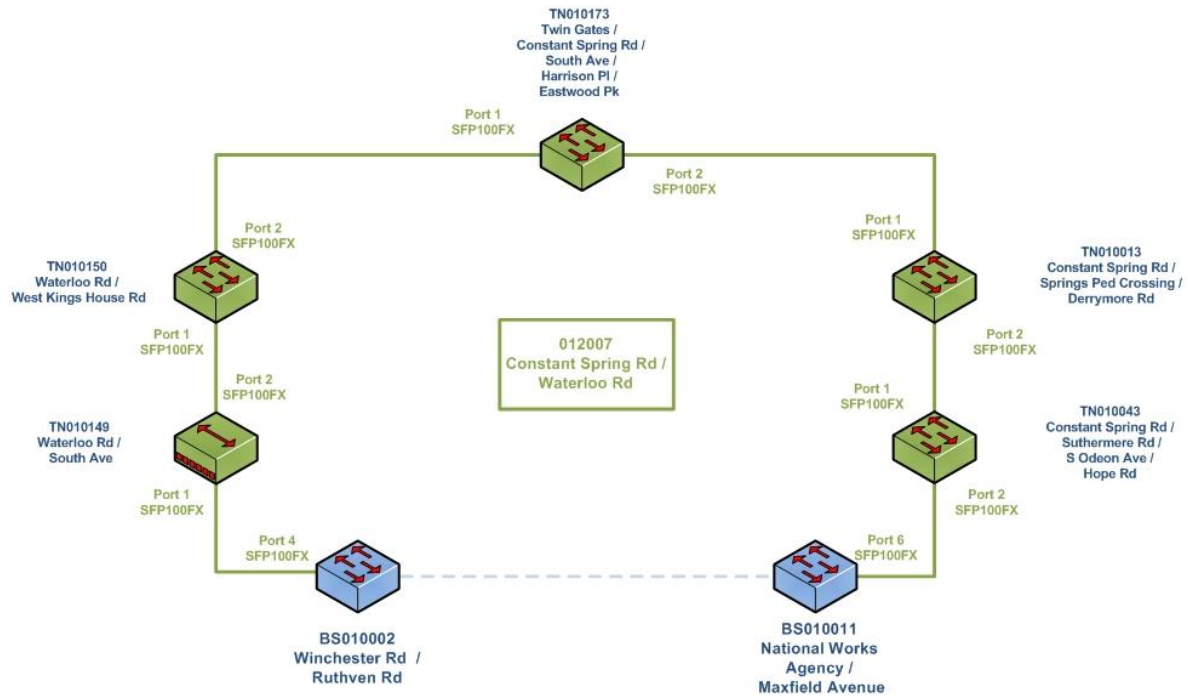 TN010173
Twin Gates /
Constant Spring Rd /
South Ave /
Harrison Pl /
Eastwood Pk
Port 1
SFP100FX
Port 2
SFP100FX
Port 2
SFP100FX
Port 1
SFP100FX
TN010150
Waterloo Rd /
West Kings House Rd
TN010013
Constant Spring Rd /
Springs Ped Crossing /
Derrymore Rd
Port 1
SFP100FX
Port 2
SFP100FX
012007
Constant Spring Rd /
Waterloo Rd
Port 2
SFP100FX
Port 1
SFP100FX
TN010149
Waterloo Rd /
South Ave
TN010043
Constant Spring Rd /
Suthermere Rd /
S Odeon Ave /
Hope Rd
Port 1
SFP100FX
Port 2
SFP100FX
Port 4
SFP100FX
Port 6
SFP100FX
BS010002
Winchester Rd /
Ruthven Rd
BS010011
National Works
Agency /
Maxfield Avenue